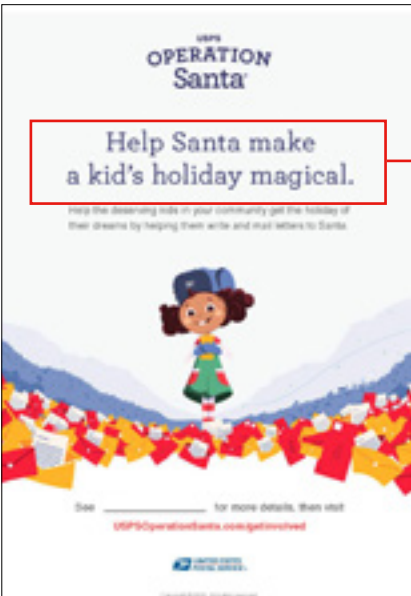 USPS
OPERATION
Santa
Help Santa make
a kid's holiday magical.
Help the deserving kids in your community get the holiday of
their dreams by helping them write and mail letters to Santa.
See ____________ for more details, then visit
USPSOperationSanta.com/getinvolved
UNITED STATES
POSTAL SERVICE